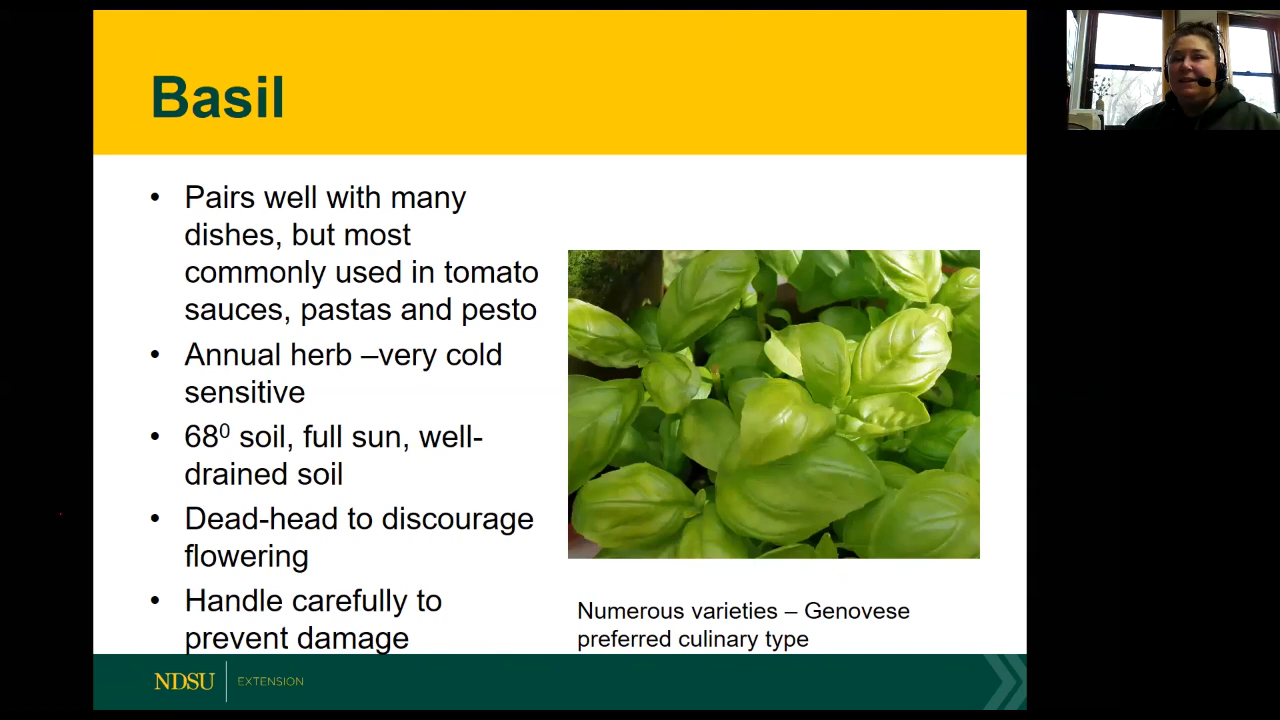 Basil
• Pairs well with many
dishes, but most
commonly used in tomato
sauces, pastas and pesto
• Annual herb –very cold
sensitive
• 68⁰ soil, full sun, well-
drained soil
• Dead-head to discourage
flowering
• Handle carefully to
prevent damage
Numerous varieties – Genovese
preferred culinary type
NDSU EXTENSION